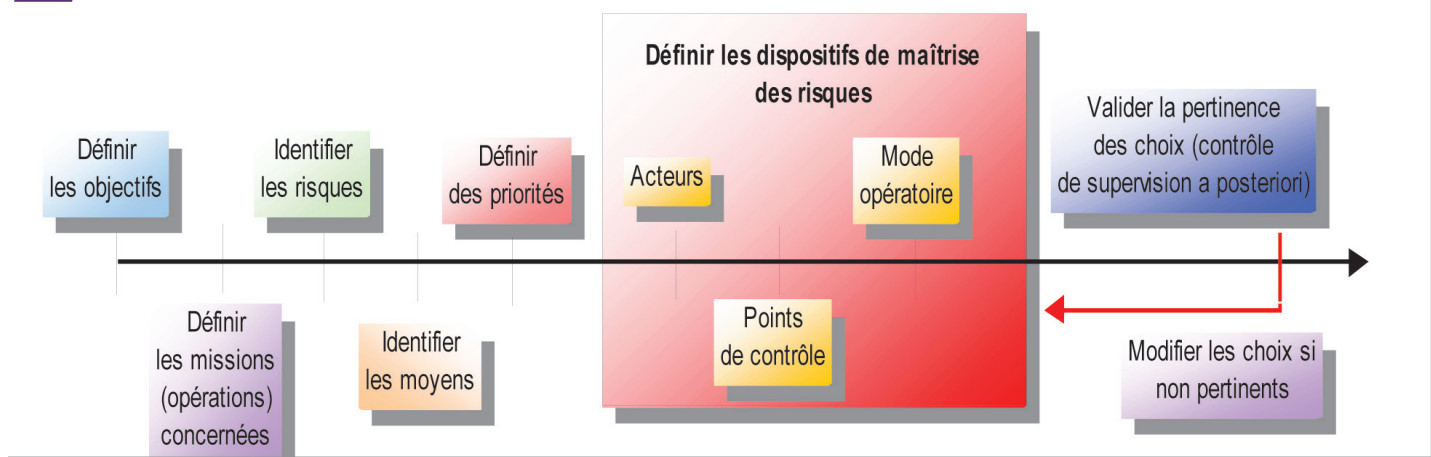 Définir
les objectifs
Définir
les missions
(opérations)
concernées
Identifier
les risques
Identifier
les moyens
Définir
des priorités
Définir les dispositifs de maîtrise
des risques
Acteurs
Points
de contrôle
Mode
opératoire
Valider la pertinence
des choix (contrôle
de supervision a posteriori)
Modifier les choix si
non pertinents